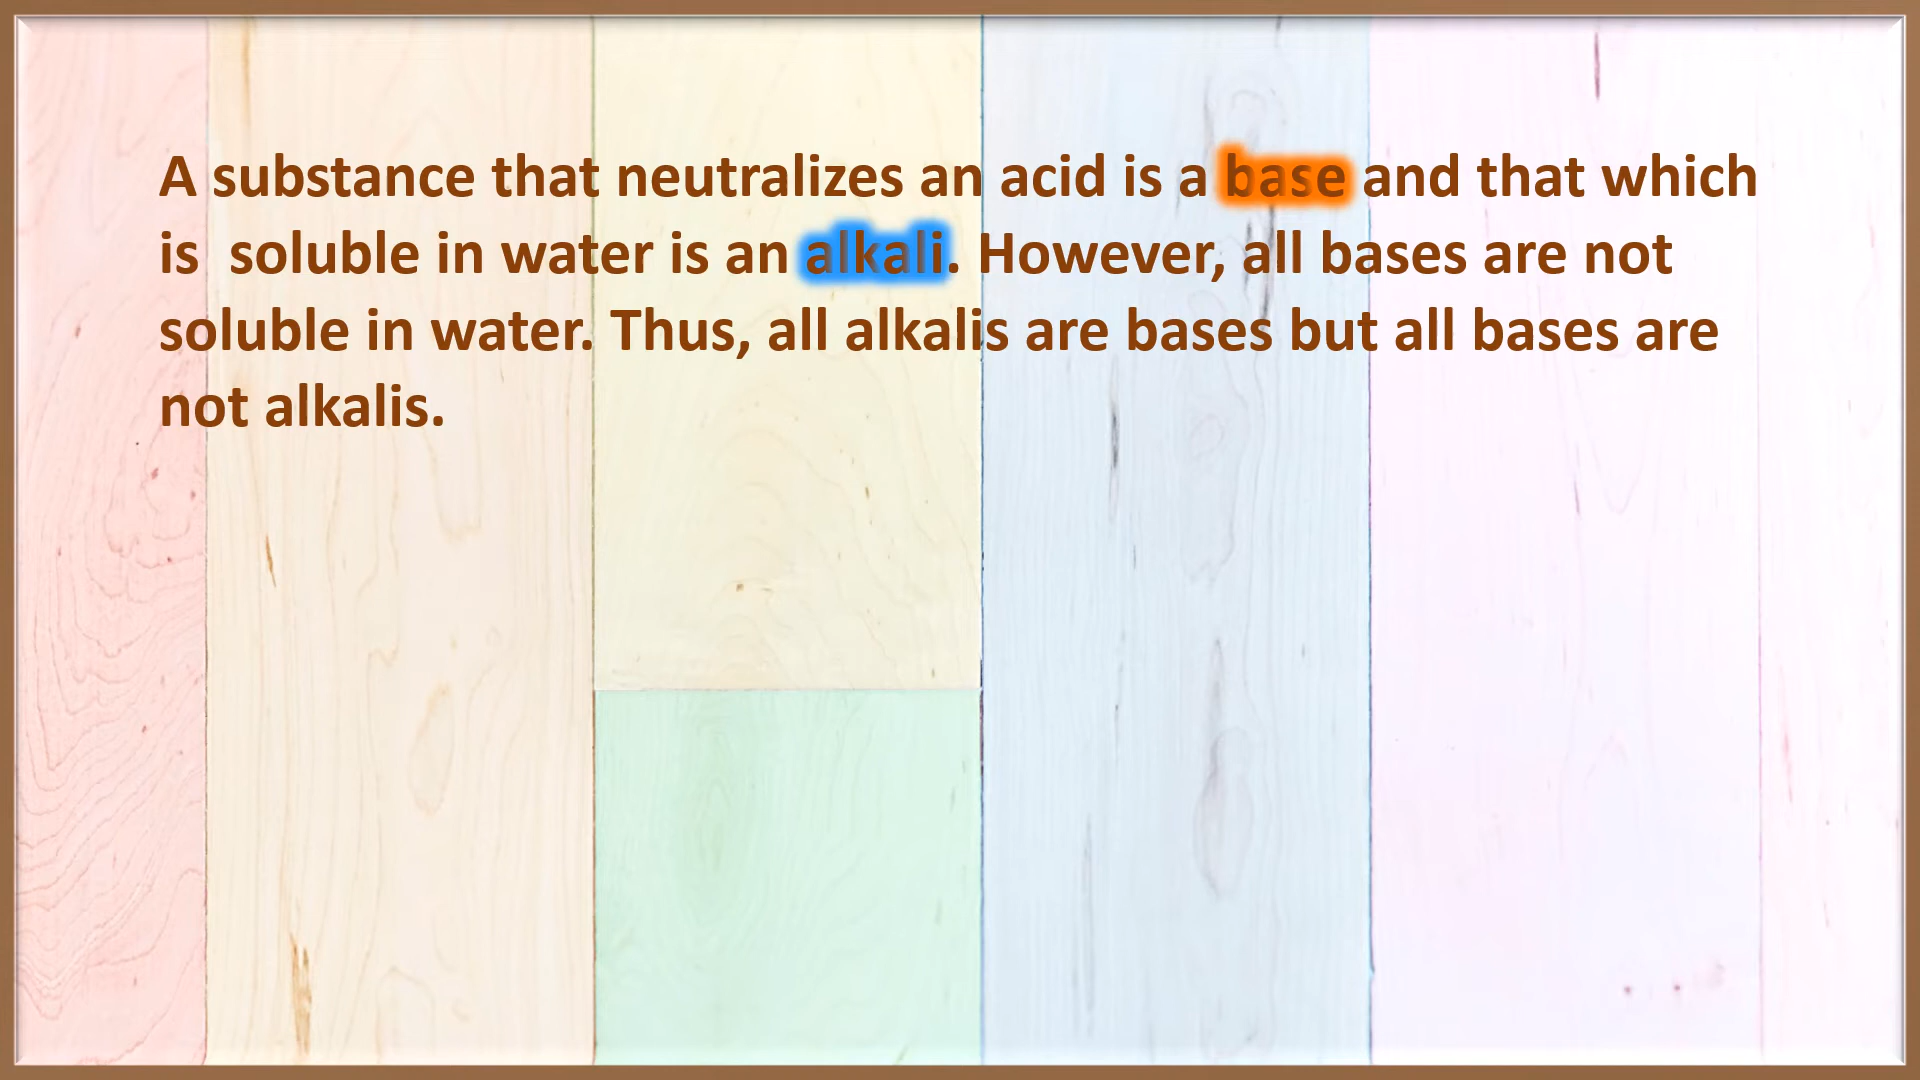 A substance that neutralizes an acid is a base and that which
is  soluble in water is an alkali. However, all bases are not
soluble in water. Thus, all alkalis are bases but all bases are
not alkalis.